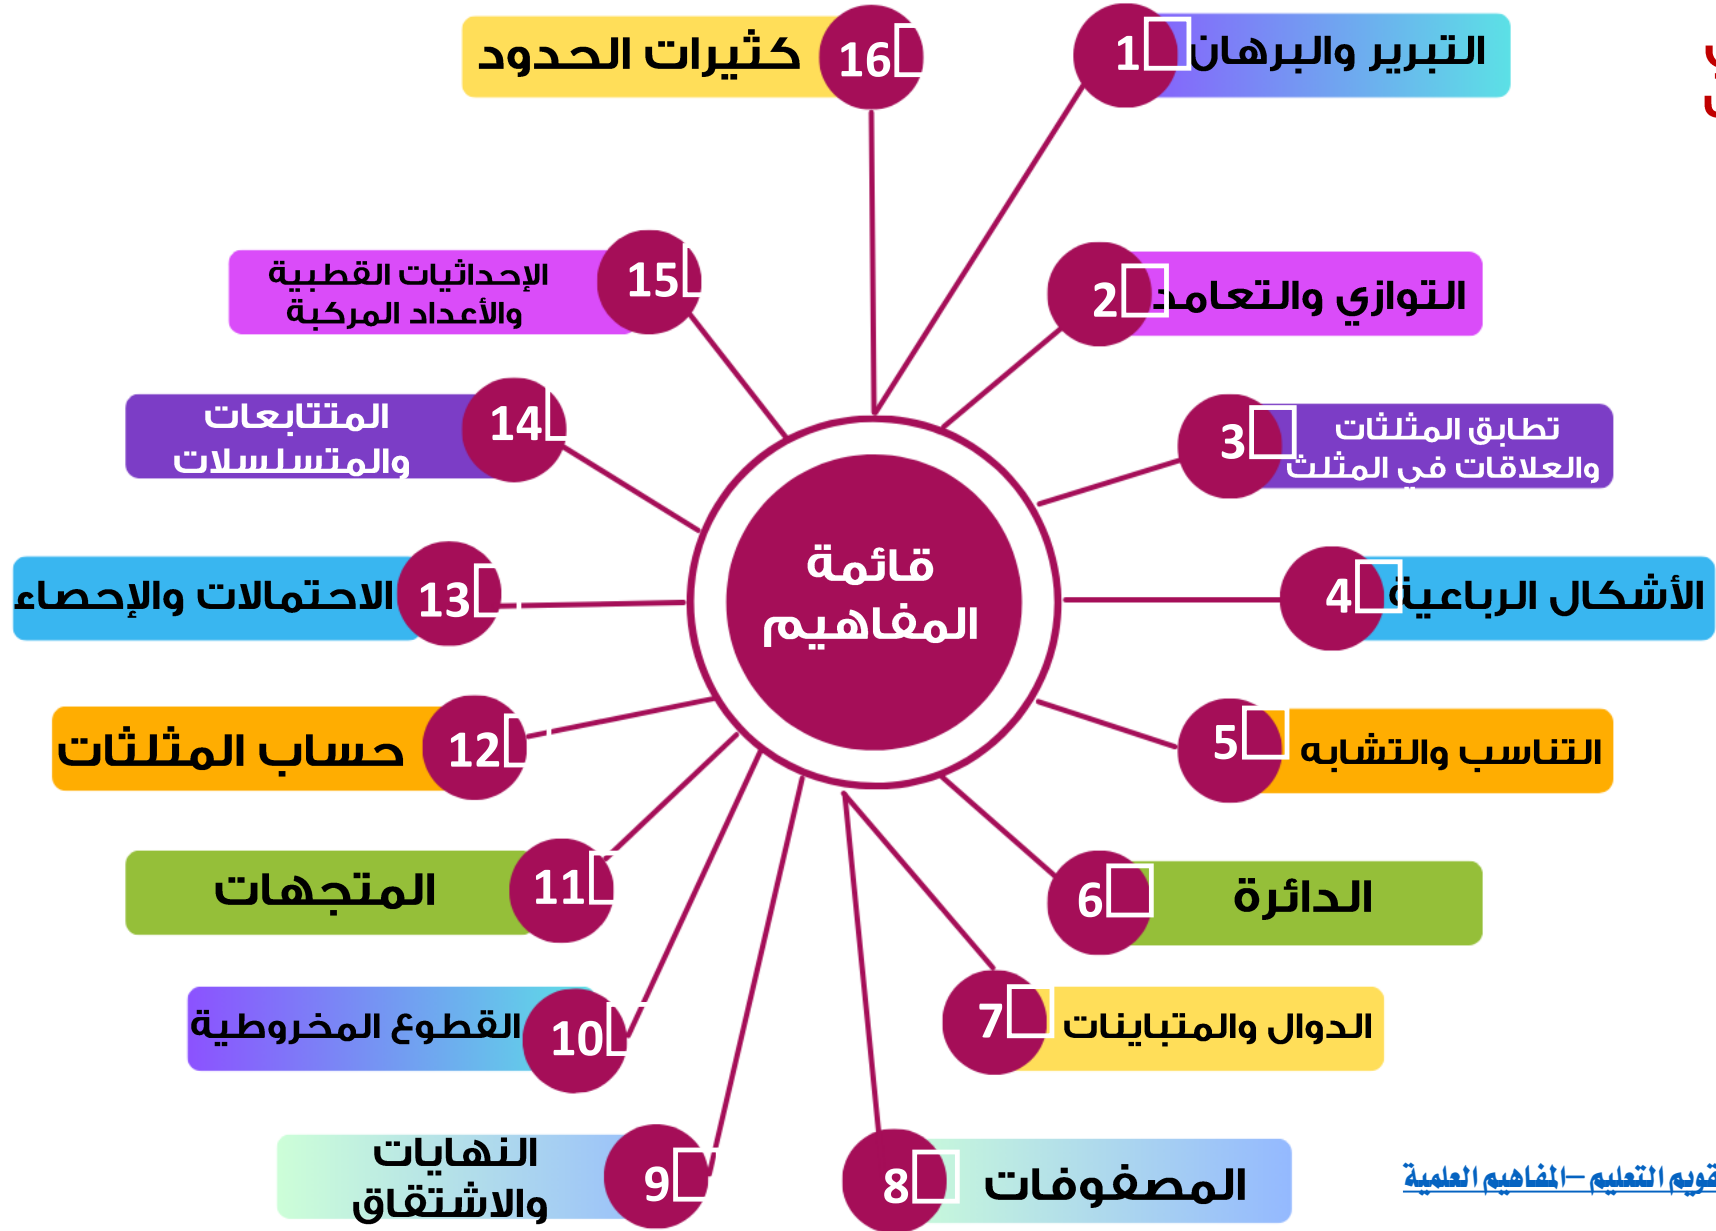 كثيرات الحدود
16
1
التبرير والبرهان
الإحداثيات القطبية
والأعداد المركبة
15
2
التوازي والتعامد
المتتابعات
والمتسلسلات
14
3
تطابق المثلثات
والعلاقات في المثلث
قائمة
المفاهيم
الاحتمالات والإحصاء
13
4
الأشكال الرباعية
حساب المثلثات
12
5
التناسب والتشابه
المتجهات
11
6
الدائرة
القطوع المخروطية
10
7
الدوال والمتباينات
النهايات
والاشتقاق
9
8
المصفوفات
التعليم – المفاهيم العلمية